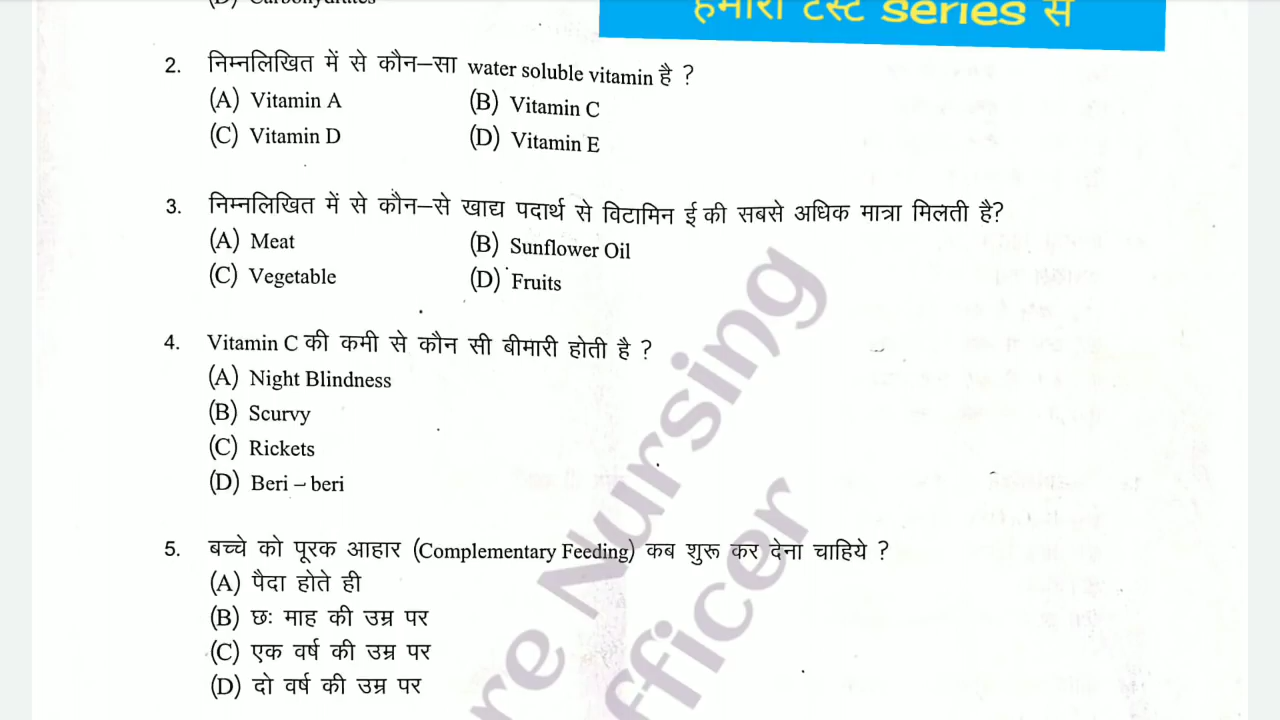 (D) Carbohydrates
हमारी टेस्ट series से
2. निम्नलिखित में से कौन–सा water soluble vitamin है ?
(A) Vitamin A (B) Vitamin C
(C) Vitamin D (D) Vitamin E
3. निम्नलिखित में से कौन–से खाद्य पदार्थ से विटामिन ई की सबसे अधिक मात्रा मिलती है?
(A) Meat (B) Sunflower Oil
(C) Vegetable (D) Fruits
4. Vitamin C की कमी से कौन सी बीमारी होती है ?
(A) Night Blindness
(B) Scurvy
(C) Rickets
(D) Beri – beri
5. बच्चे को पूरक आहार (Complementary Feeding) कब शुरू कर देना चाहिये ?
(A) पैदा होते ही
(B) छः माह की उम्र पर
(C) एक वर्ष की उम्र पर
(D) दो वर्ष की उम्र पर
Nursing